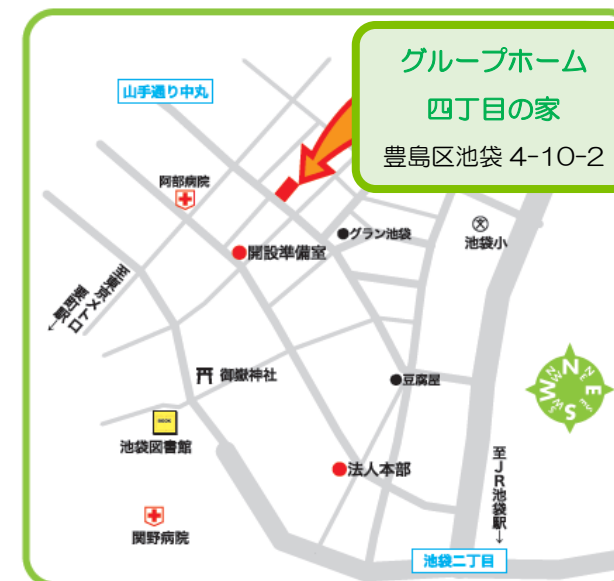 グループホーム
四丁目の家
豊島区池袋 4-10-2
山手通り中丸
阿部病院
グラン池袋
文
池袋小
開設準備室
至東京メトロ
要町駅→
御嶽神社
豆腐屋
BOOK
池袋図書館
法人本部
至JR池袋駅→
関野病院
池袋二丁目
N
NE
E
S
W
NW